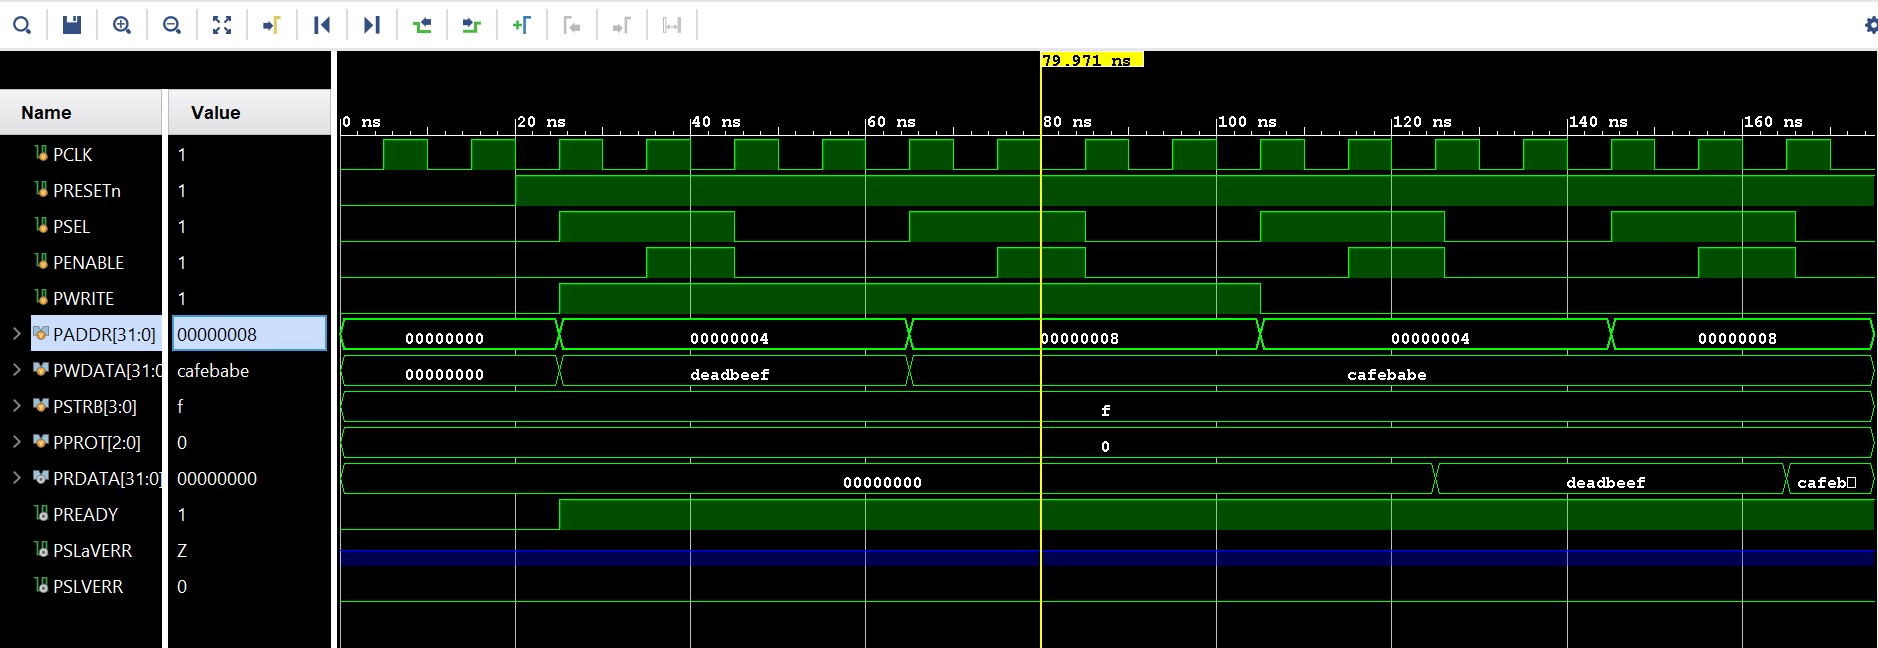 79.971 ns
Name Value
0 ns 20 ns 40 ns 60 ns 80 ns 100 ns 120 ns 140 ns 160 ns
PCLK 1
PRESETn 1
PSEL 1
PENABLE 1
PWRITE 1
PADDR[31:0] 00000008 00000000 00000004 00000008 00000004 00000008
PWDATA[31:0 cafebabe 00000000 deadbeef cafebabe
PSTRB[3:0] f f
PPROT[2:0] 0 0
PRDATA[31:0] 00000000 00000000 deadbeef cafeb□
PREADY 1
PSLaVERR Z
PSLVERR 0